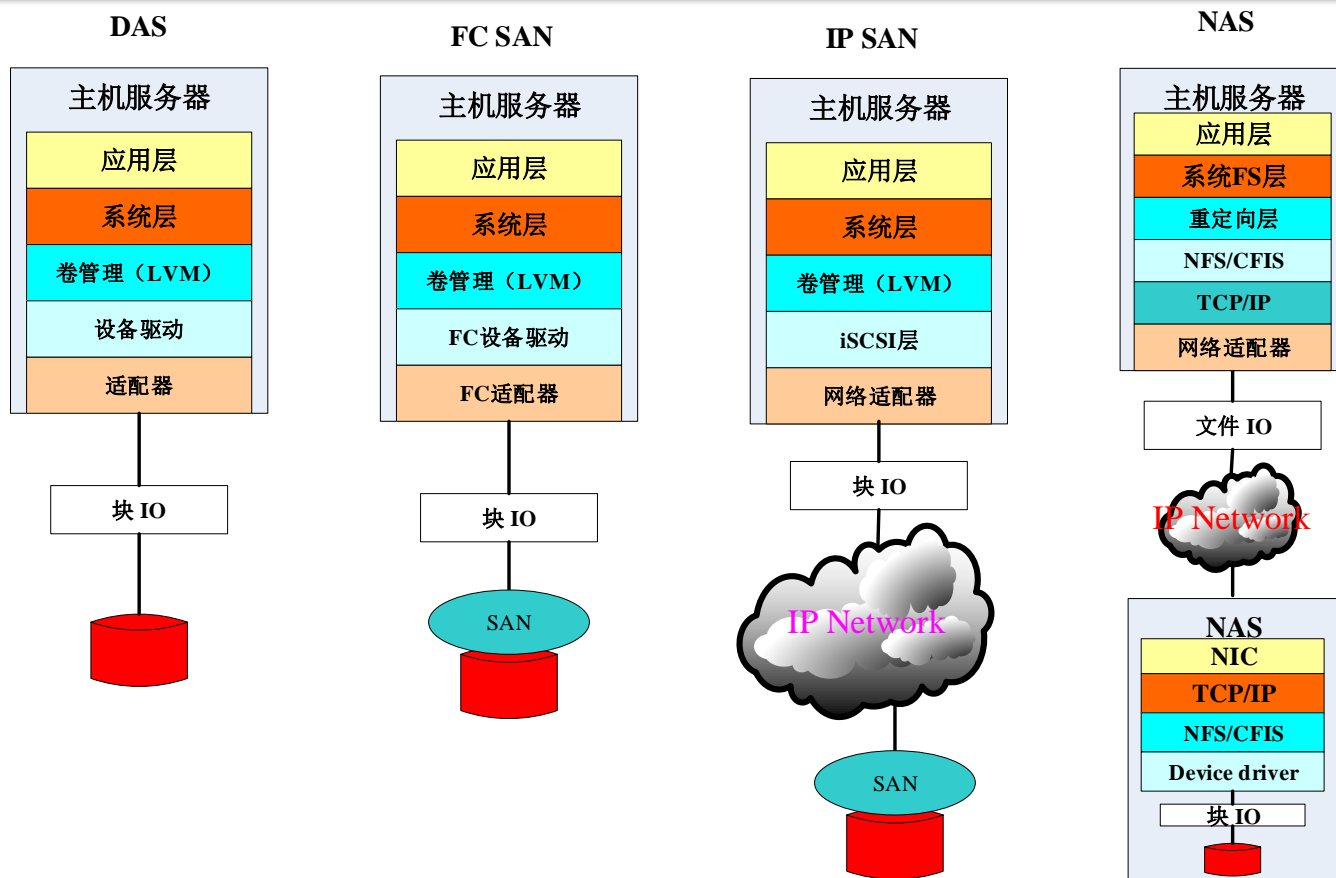 DAS
主机服务器
应用层
系统层
卷管理（LVM）
设备驱动
适配器
块 IO
FC SAN
主机服务器
应用层
系统层
卷管理（LVM）
FC设备驱动
FC适配器
块 IO
SAN
IP SAN
主机服务器
应用层
系统层
卷管理（LVM）
iSCSI层
网络适配器
块 IO
IP Network
SAN
NAS
主机服务器
应用层
系统FS层
重定向层
NFS/CFIS
TCP/IP
网络适配器
文件 IO
IP Network
NAS
NIC
TCP/IP
NFS/CFIS
Device driver
块 IO